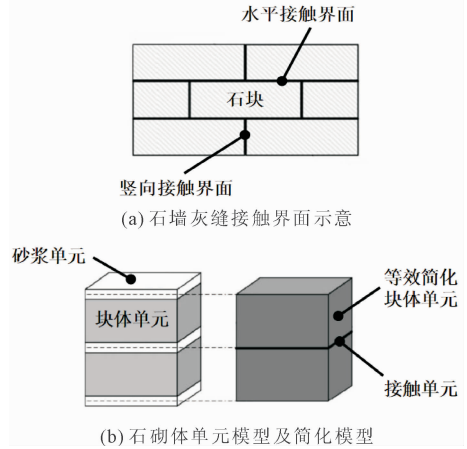 水平接触界面
石块
竖向接触界面
(a) 石墙灰缝接触界面示意
砂浆单元
块体单元
等效简化
块体单元
接触单元
(b) 石砌体单元模型及简化模型